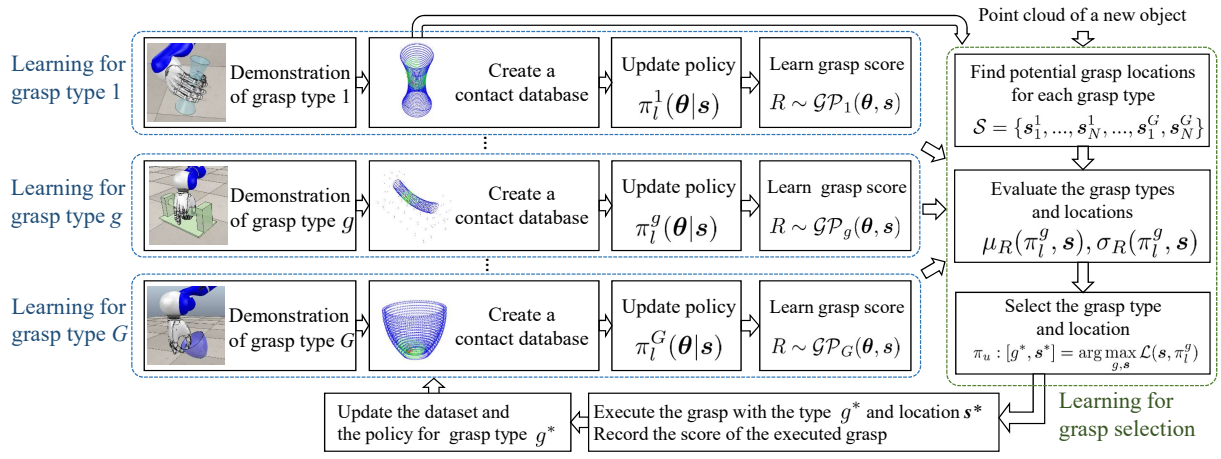 Point cloud of a new object
Learning for
grasp type 1
Demonstration
of grasp type 1
Create a
contact database
Update policy
π_l^1(θ|s)
Learn grasp score
R ∼ GP_1(θ, s)
...
Learning for
grasp type g
Demonstration
of grasp type g
Create a
contact database
Update policy
π_l^g(θ|s)
Learn grasp score
R ∼ GP_g(θ, s)
...
Learning for
grasp type G
Demonstration
of grasp type G
Create a
contact database
Update policy
π_l^G(θ|s)
Learn grasp score
R ∼ GP_G(θ, s)
Find potential grasp locations
for each grasp type
S = {s_1^1, ..., s_N^1, ..., s_1^G, s_N^G}
Evaluate the grasp types
and locations
μ_R(π_l^g, s), σ_R(π_l^g, s)
Select the grasp type
and location
π_u : [g*, s*] = arg max L(s, π_l^g)
g,s
Learning for
grasp selection
Execute the grasp with the type g* and location s*
Record the score of the executed grasp
Update the dataset and
the policy for grasp type g*